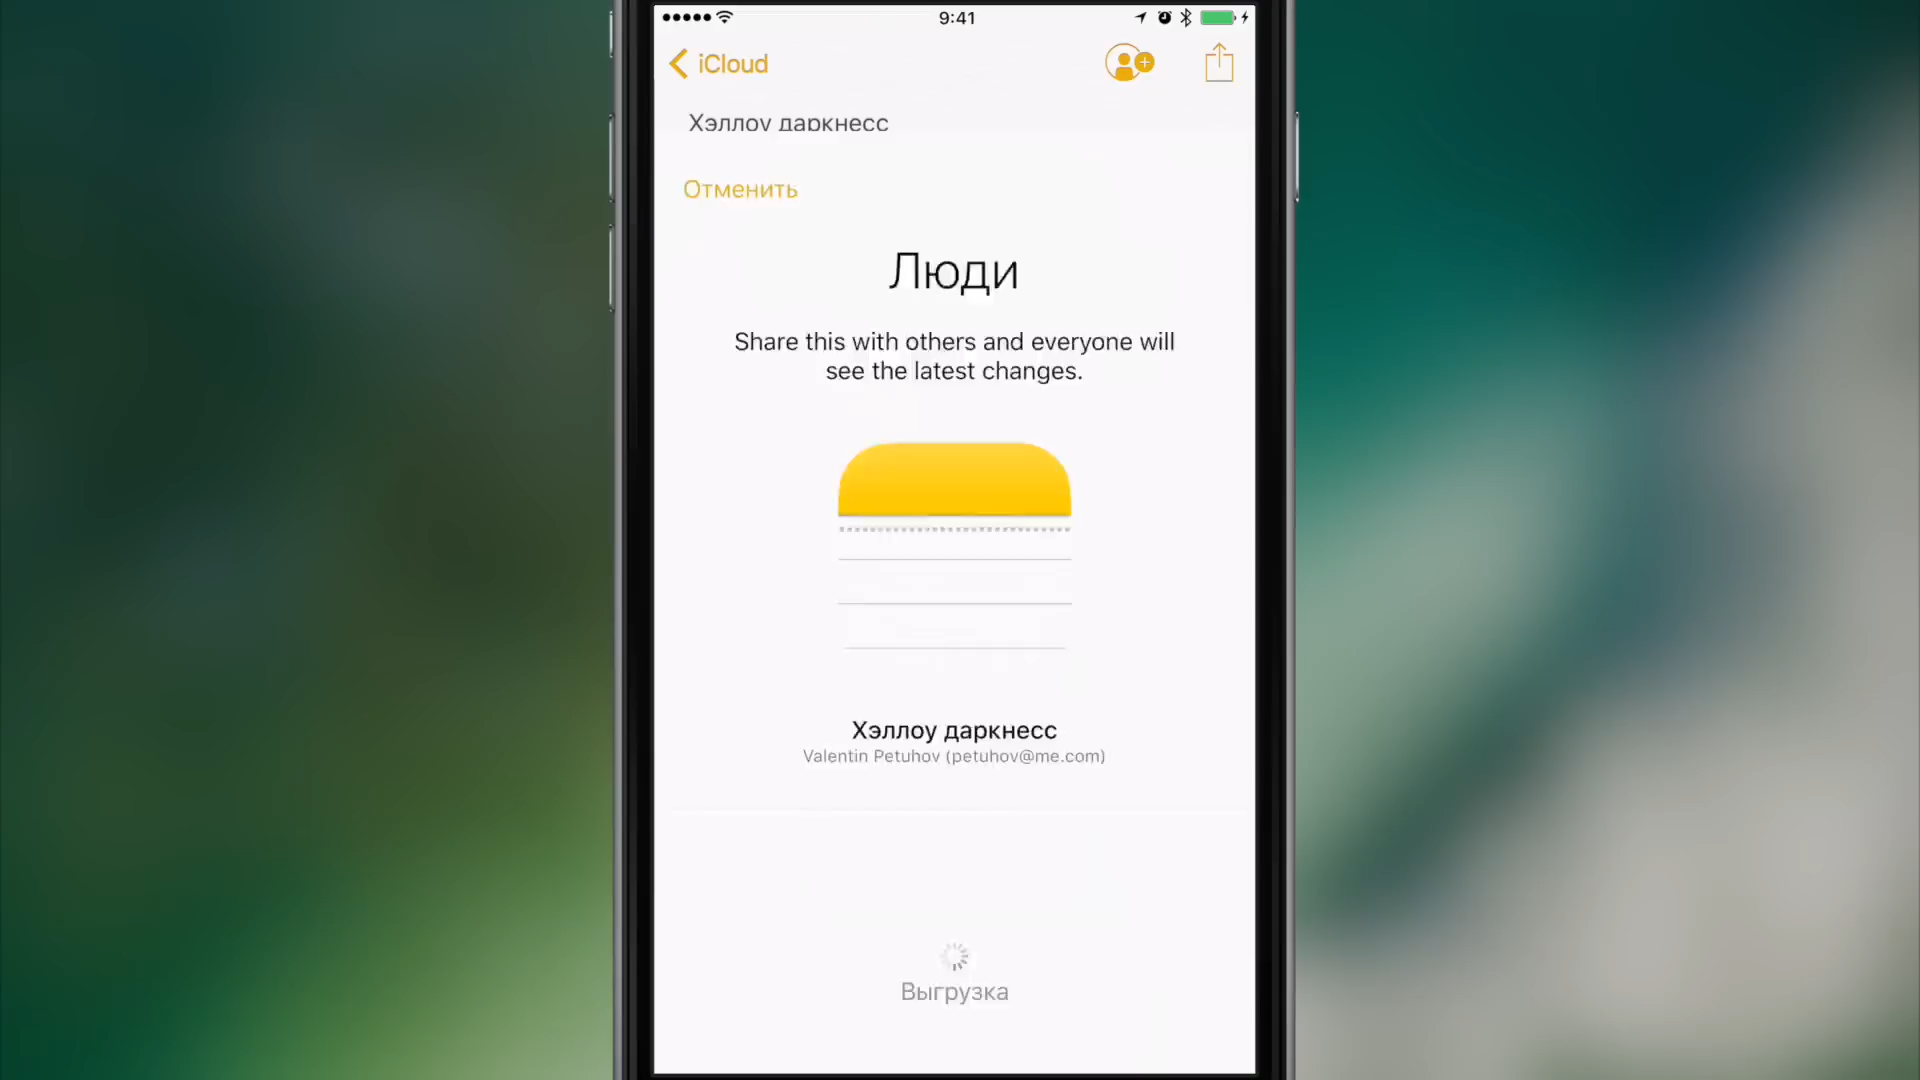 9:41
iCloud
Хэллоу даркнесс
Отменить
Люди
Share this with others and everyone will
see the latest changes.
Хэллоу даркнесс
Valentin Petuhov (petuhov@me.com)
Выгрузка